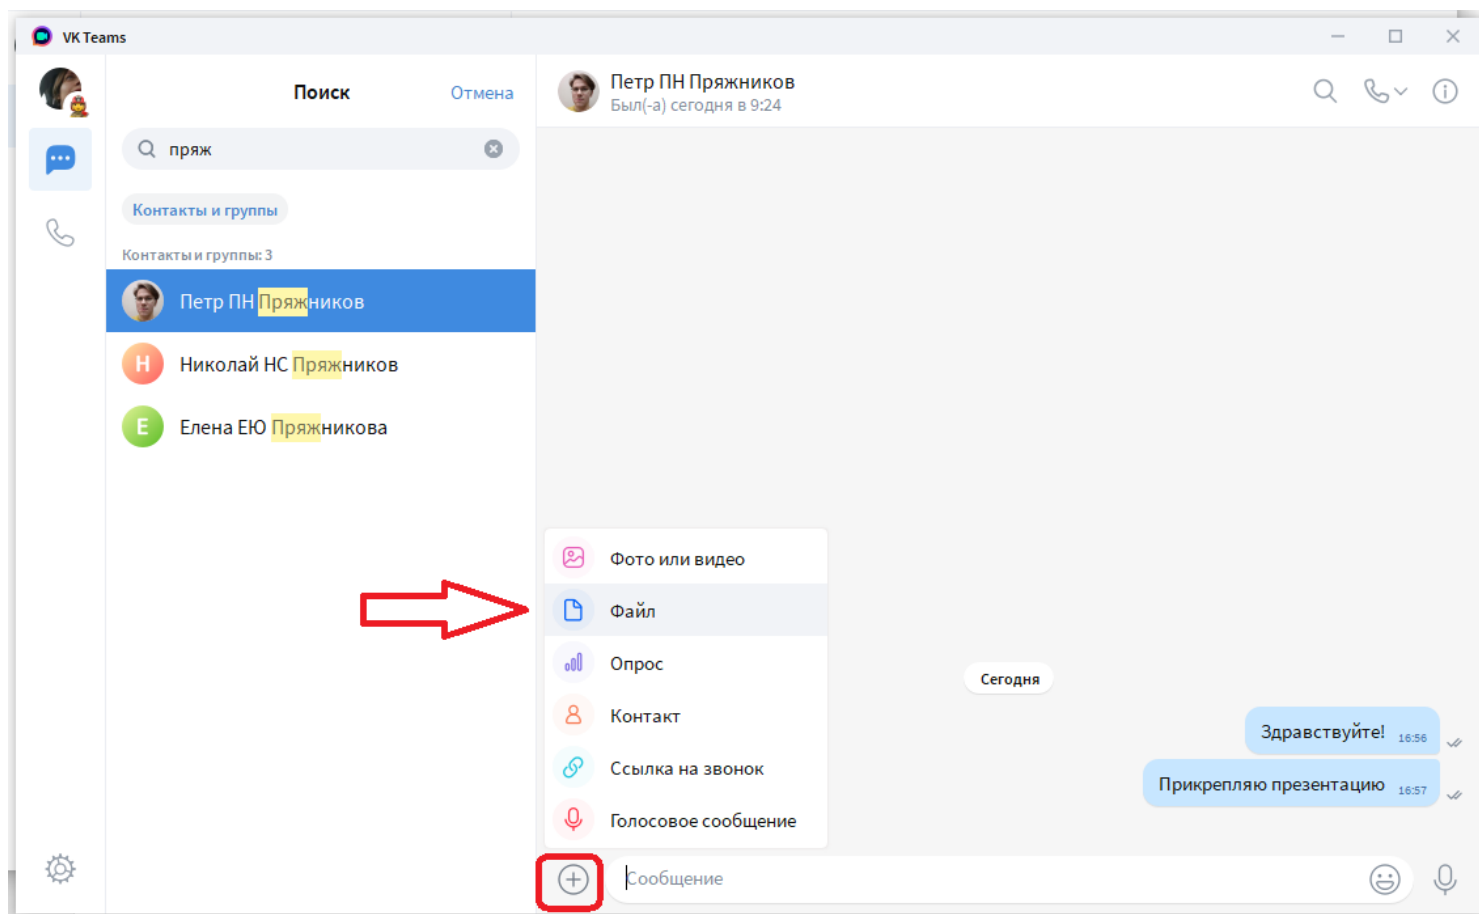 VK Teams
Поиск
Отмена
пряж
Контакты и группы
Контакты и группы: 3
Петр ПН Пряжников
Н
Николай НС Пряжников
Е
Елена ЕЮ Пряжникова
Петр ПН Пряжников
Был(-а) сегодня в 9:24
Сегодня
Здравствуйте! 16:56
Прикрепляю презентацию 16:57
Фото или видео
Файл
Опрос
Контакт
Ссылка на звонок
Голосовое сообщение
Сообщение